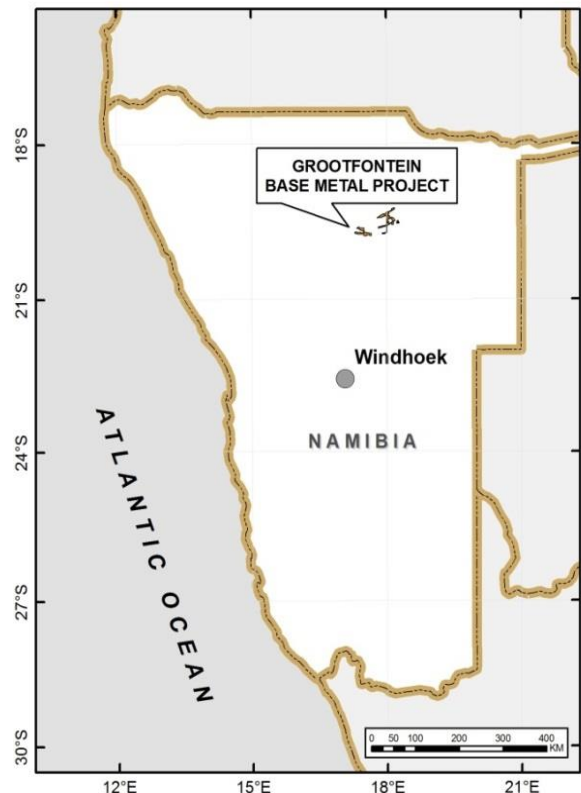 18°S
GROOTFONTEIN
BASE METAL PROJECT
21°S
Windhoek
24°S
NAMIBIA
ATLANTIC OCEAN
27°S
30°S
0 50 100 200 300 400
KM
12°E 15°E 18°E 21°E